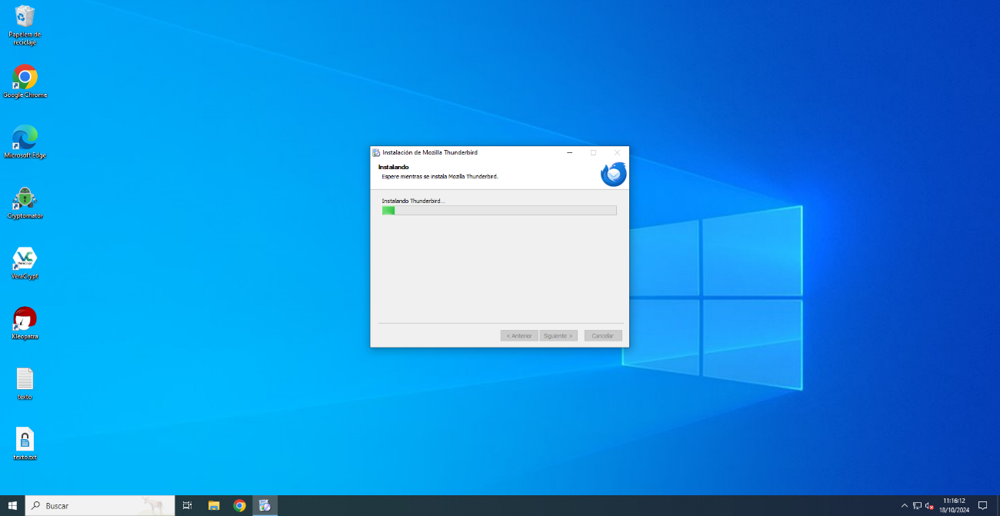 Papelera de
reciclaje
Google Chrome
Microsoft Edge
Cryptomator
VeraCrypt
Kleopatra
texto
texto.txt
Instalación de Mozilla Thunderbird
Instalando
Espere mientras se instala Mozilla Thunderbird.
Instalando Thunderbird...
< Anterior
Siguiente >
Cancelar
Buscar
11:16:12
18/10/2024